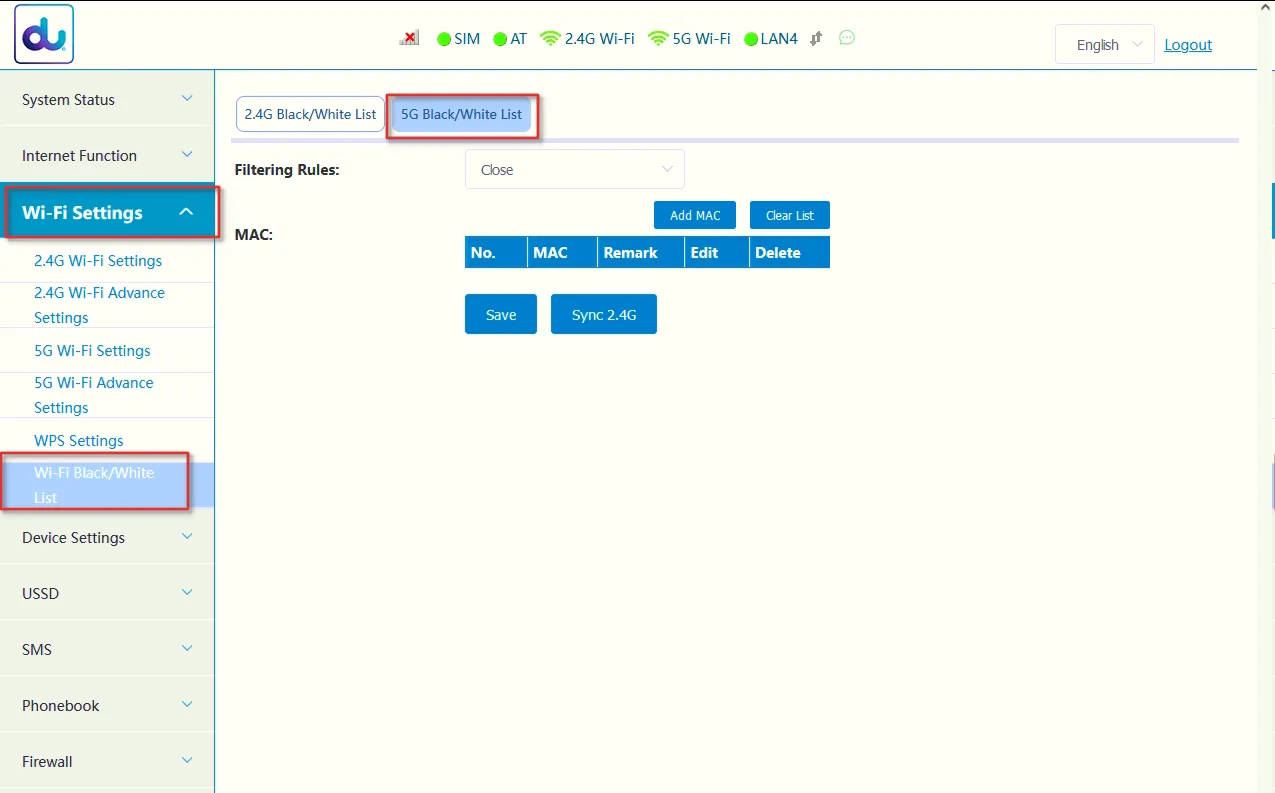 du
SIM AT 2.4G Wi-Fi 5G Wi-Fi LAN4
English Logout
System Status
Internet Function
Wi-Fi Settings
2.4G Wi-Fi Settings
2.4G Wi-Fi Advance
Settings
5G Wi-Fi Settings
5G Wi-Fi Advance
Settings
WPS Settings
Wi-Fi Black/White
List
Device Settings
USSD
SMS
Phonebook
Firewall
2.4G Black/White List 5G Black/White List
Filtering Rules: Close
Add MAC Clear List
MAC:
No. MAC Remark Edit Delete
Save Sync 2.4G